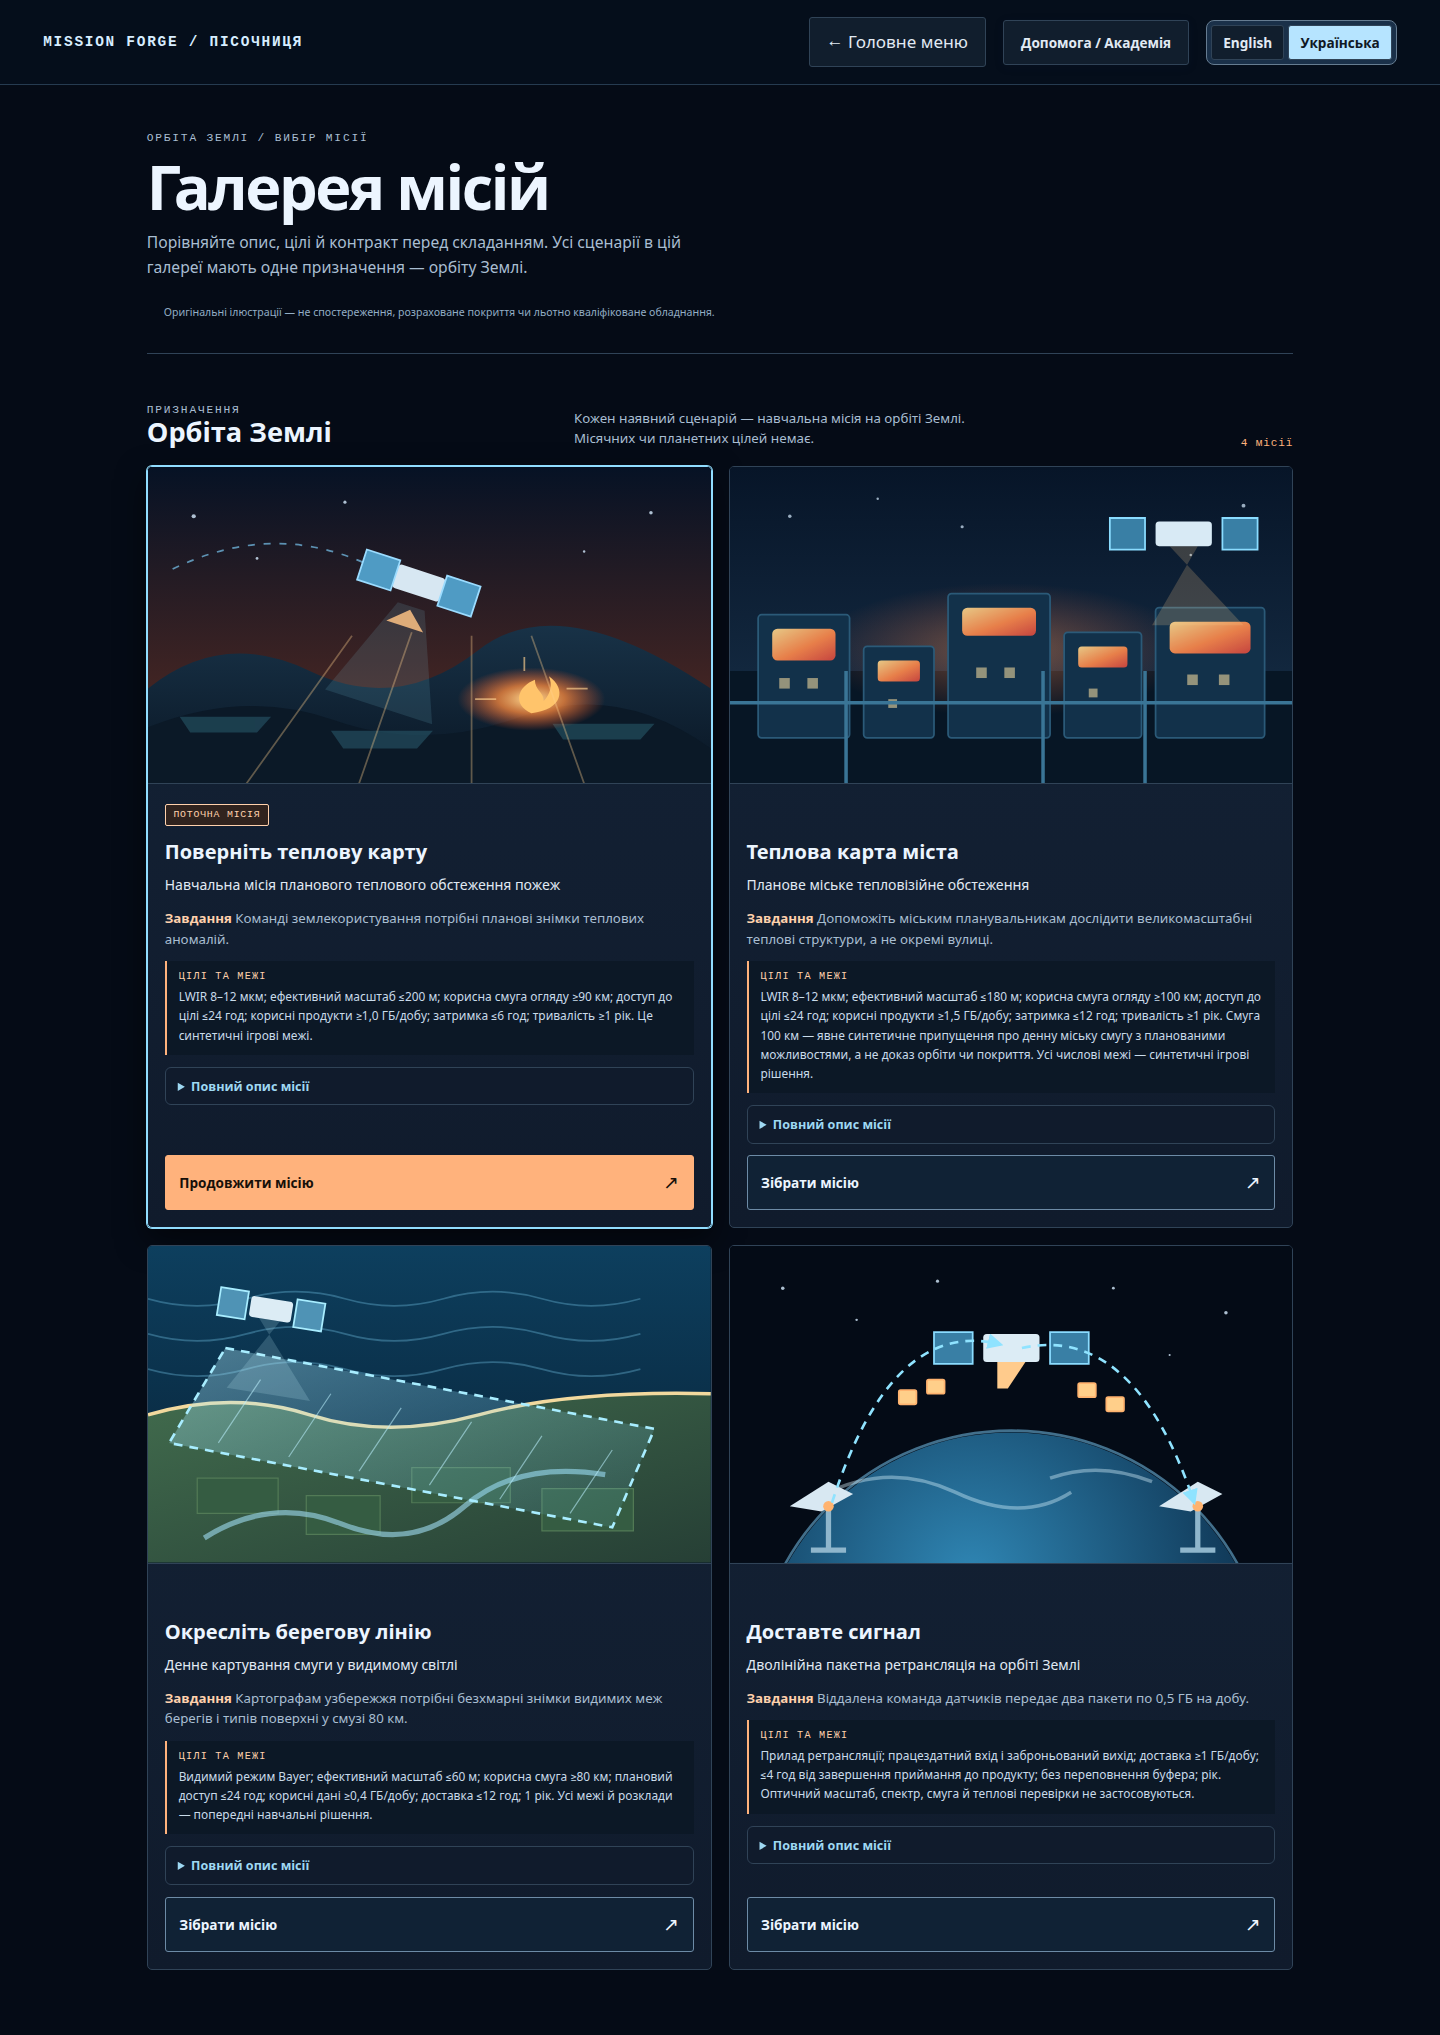 MISSION FORGE / ПІСОЧНИЦЯ
← Головне меню
Допомога / Академія
English
Українська
ОРБІТА ЗЕМЛІ / ВИБІР МІСІЇ
Галерея місій
Порівняйте опис, цілі й контракт перед складанням. Усі сценарії в цій
галереї мають одне призначення — орбіту Землі.
Оригінальні ілюстрації — не спостереження, розраховане покриття чи льотно кваліфіковане обладнання.
ПРИЗНАЧЕННЯ
Орбіта Землі
Кожен наявний сценарій — навчальна місія на орбіті Землі.
Місячних чи планетних цілей немає.
4 місії
ПОТОЧНА МІСІЯ
Поверніть теплову карту
Навчальна місія планового теплового обстеження пожеж
Завдання Команді землекористування потрібні планові знімки теплових
аномалій.
ЦІЛІ ТА МЕЖІ
LWIR 8–12 мкм; ефективний масштаб ≤200 м; корисна смуга огляду ≥90 км; доступ до
цілі ≤24 год; корисні продукти ≥1,0 ГБ/добу; затримка ≤6 год; тривалість ≥1 рік. Це
синтетичні ігрові межі.
▶ Повний опис місії
Продовжити місію ↗
Теплова карта міста
Планове міське тепловізійне обстеження
Завдання Допоможіть міським планувальникам дослідити великомасштабні
теплові структури, а не окремі вулиці.
ЦІЛІ ТА МЕЖІ
LWIR 8–12 мкм; ефективний масштаб ≤180 м; корисна смуга огляду ≥100 км; доступ до
цілі ≤24 год; корисні продукти ≥1,5 ГБ/добу; затримка ≤12 год; тривалість ≥1 рік. Смуга
100 км — явне синтетичне припущення про денну міську смугу з планованими
можливостями, а не доказ орбіти чи покриття. Усі числові межі — синтетичні ігрові
рішення.
▶ Повний опис місії
Зібрати місію ↗
Окресліть берегову лінію
Денне картування смуги у видимому світлі
Завдання Картографам узбережжя потрібні безхмарні знімки видимих меж
берегів і типів поверхні у смузі 80 км.
ЦІЛІ ТА МЕЖІ
Видимий режим Bayer; ефективний масштаб ≤60 м; корисна смуга ≥80 км; плановий
доступ ≤24 год; корисні дані ≥0,4 ГБ/добу; доставка ≤12 год; 1 рік. Усі межі й розклади
— попередні навчальні рішення.
▶ Повний опис місії
Зібрати місію ↗
Доставте сигнал
Дволінійна пакетна ретрансляція на орбіті Землі
Завдання Віддалена команда датчиків передає два пакети по 0,5 ГБ на добу.
ЦІЛІ ТА МЕЖІ
Прилад ретрансляції; працездатний вхід і заброньований вихід; доставка ≥1 ГБ/добу;
≤4 год від завершення приймання до продукту; без переповнення буфера; рік.
Оптичний масштаб, спектр, смуга й теплові перевірки не застосовуються.
▶ Повний опис місії
Зібрати місію ↗